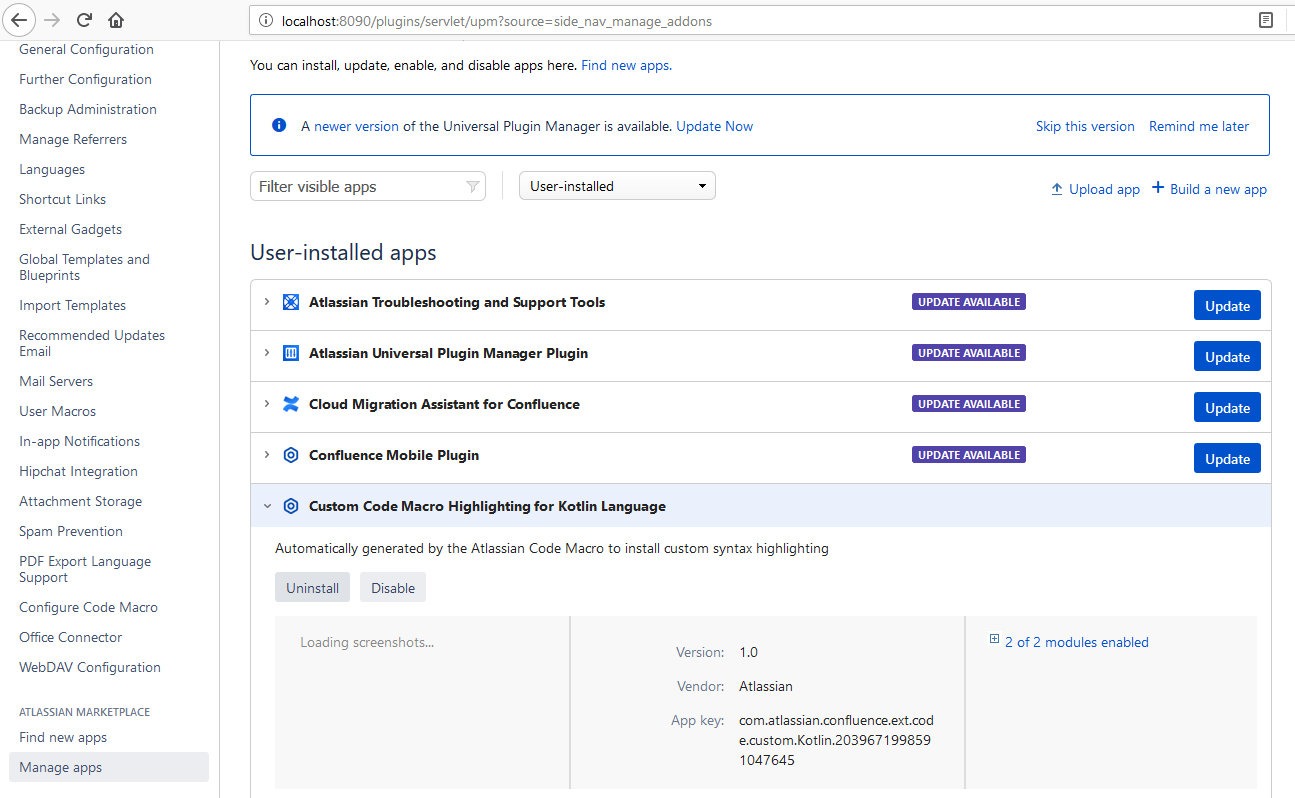 localhost:8090/plugins/servlet/upm?source=side_nav_manage_addons
General Configuration
Further Configuration
Backup Administration
Manage Referrers
Languages
Shortcut Links
External Gadgets
Global Templates and
Blueprints
Import Templates
Recommended Updates
Email
Mail Servers
User Macros
In-app Notifications
Hipchat Integration
Attachment Storage
Spam Prevention
PDF Export Language
Support
Configure Code Macro
Office Connector
WebDAV Configuration
ATLASSIAN MARKETPLACE
Find new apps
Manage apps
You can install, update, enable, and disable apps here. Find new apps.
A newer version of the Universal Plugin Manager is available. Update Now
Skip this version Remind me later
Filter visible apps
User-installed
Upload app
Build a new app
User-installed apps
Atlassian Troubleshooting and Support Tools UPDATE AVAILABLE Update
Atlassian Universal Plugin Manager Plugin UPDATE AVAILABLE Update
Cloud Migration Assistant for Confluence UPDATE AVAILABLE Update
Confluence Mobile Plugin UPDATE AVAILABLE Update
Custom Code Macro Highlighting for Kotlin Language
Automatically generated by the Atlassian Code Macro to install custom syntax highlighting
Uninstall Disable
Loading screenshots...
Version: 1.0
Vendor: Atlassian
App key: com.atlassian.confluence.ext.cod
e.custom.Kotlin.203967199859
1047645
2 of 2 modules enabled